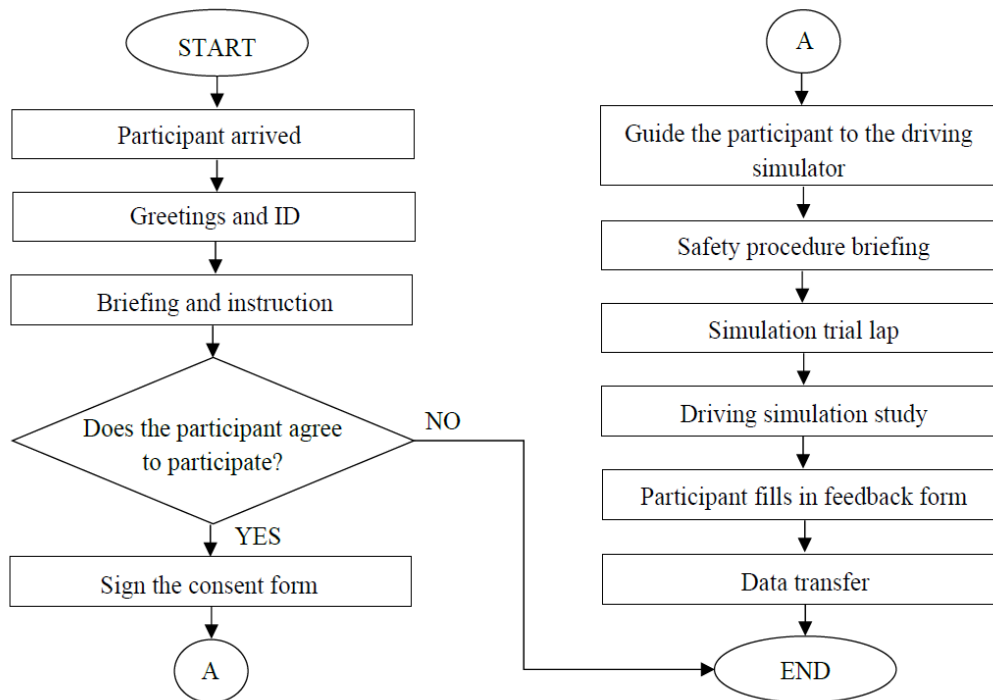 START
Participant arrived
Greetings and ID
Briefing and instruction
Does the participant agree
to participate?
NO
YES
Sign the consent form
A
A
Guide the participant to the driving
simulator
Safety procedure briefing
Simulation trial lap
Driving simulation study
Participant fills in feedback form
Data transfer
END